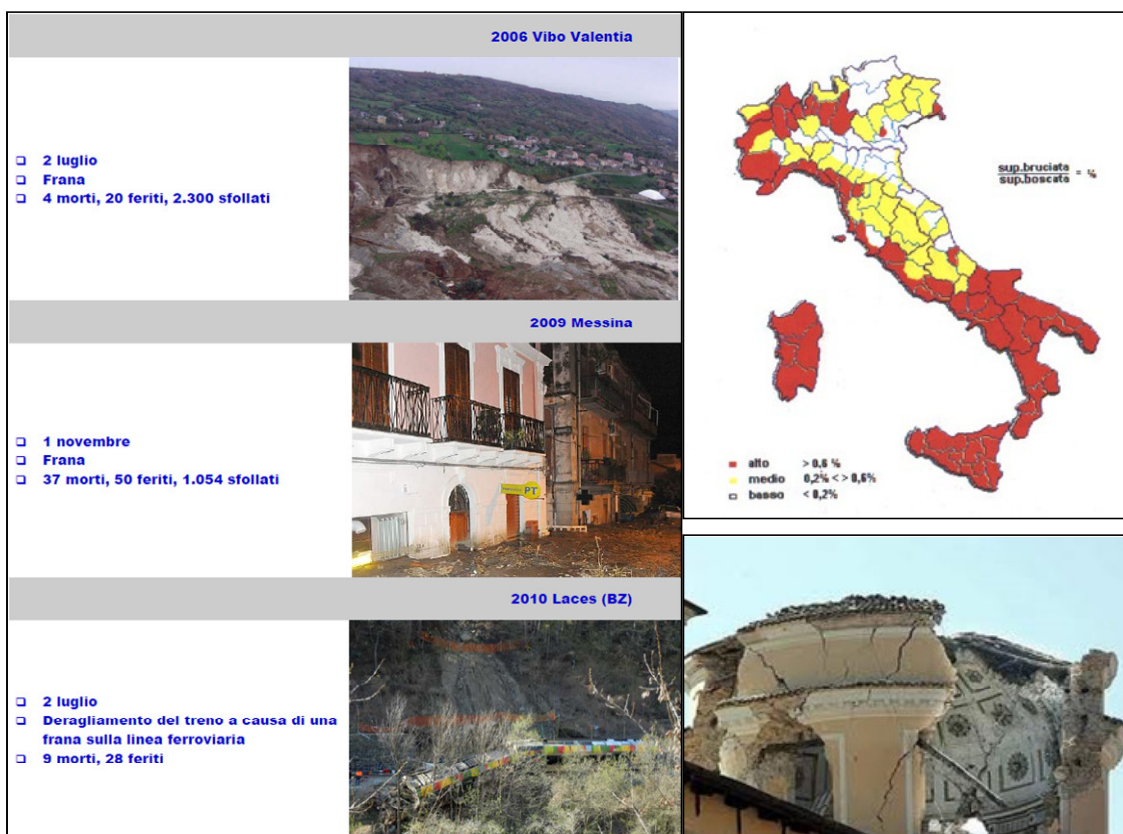 2006 Vibo Valentia
2 luglio
Frana
4 morti, 20 feriti, 2.300 sfollati
2009 Messina
1 novembre
Frana
37 morti, 50 feriti, 1.054 sfollati
PT
2010 Laces (BZ)
2 luglio
Deragliamento del treno a causa di una
frana sulla linea ferroviaria
9 morti, 28 feriti
sup.bruciata
sup.boscata
= %
alto > 0,6 %
medio 0,2% < > 0,6%
basso < 0,2%